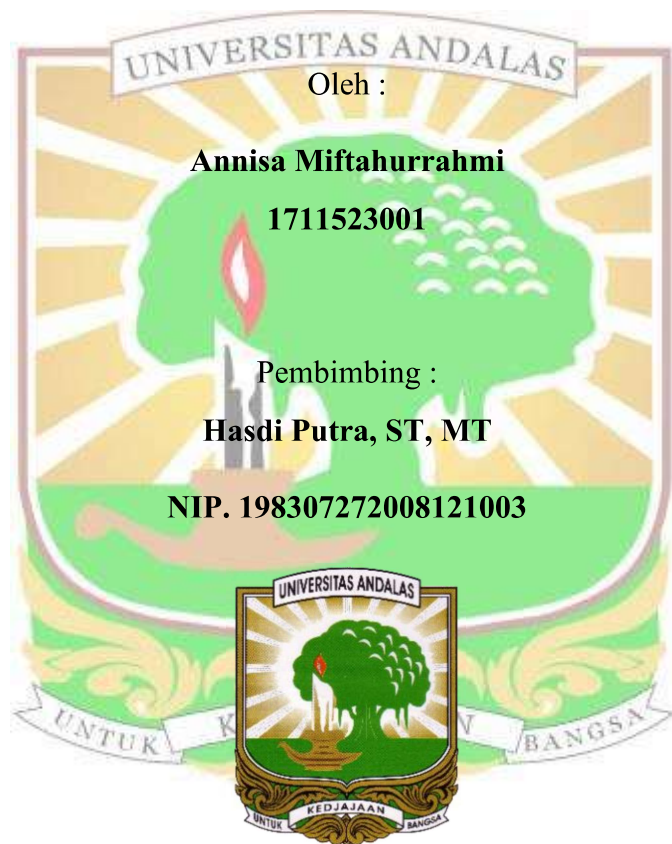 UNIVERSITAS ANDALAS
Oleh :
Annisa Miftahurrahmi
1711523001
Pembimbing :
Hasdi Putra, ST, MT
NIP. 198307272008121003
UNIVERSITAS ANDALAS
UNTUK
BANGSA
UNTUK
KEDJAJAAN
BANGSA